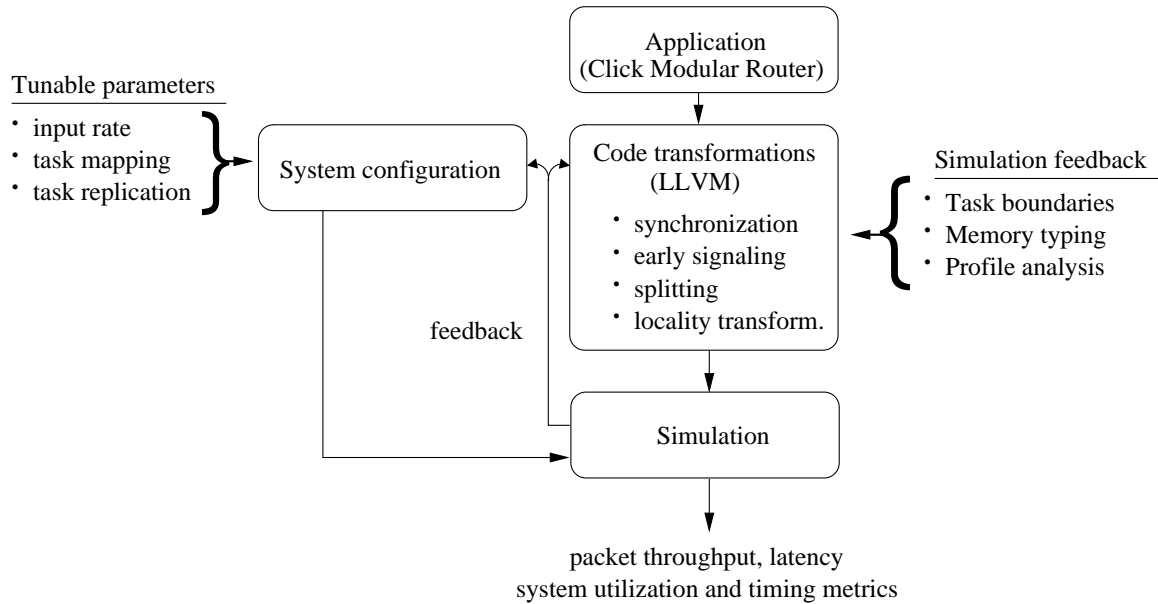 Application
(Click Modular Router)
Tunable parameters
· input rate
· task mapping
· task replication
System configuration
Code transformations
(LLVM)
· synchronization
· early signaling
· splitting
· locality transform.
Simulation feedback
· Task boundaries
· Memory typing
· Profile analysis
feedback
Simulation
packet throughput, latency
system utilization and timing metrics